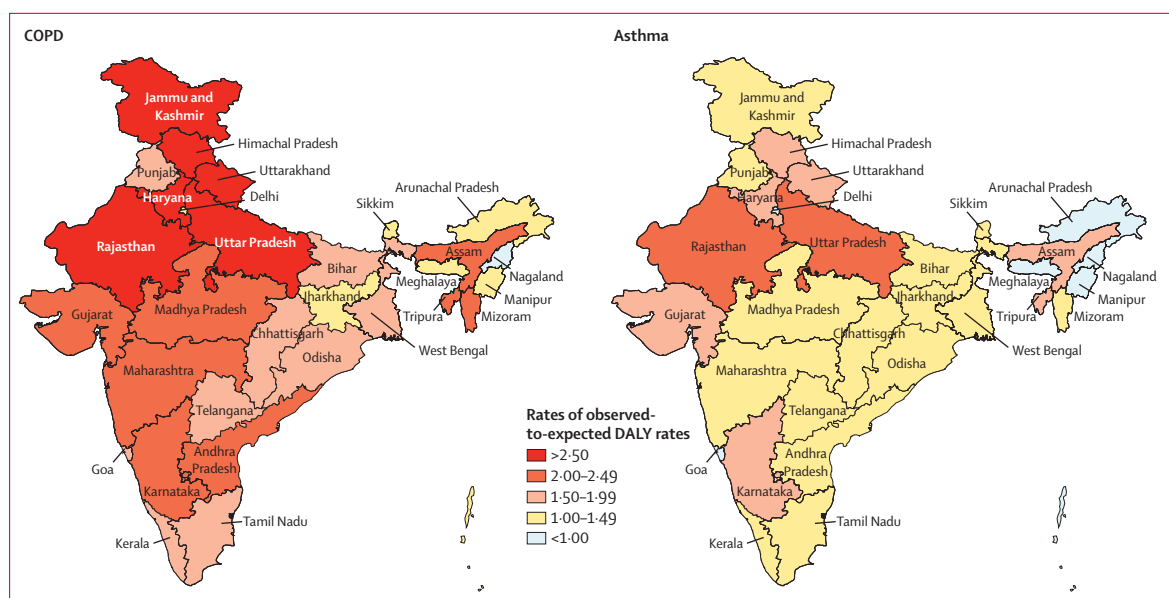 COPD
Jammu and
Kashmir
Himachal Pradesh
Punjab
Uttarakhand
Haryana
Delhi
Arunachal Pradesh
Sikkim
Rajasthan
Uttar Pradesh
Assam
Bihar
Nagaland
Meghalaya
Jharkhand
Manipur
Gujarat
Madhya Pradesh
Tripura
Mizoram
Chhattisgarh
West Bengal
Odisha
Maharashtra
Telangana
Goa
Andhra
Pradesh
Karnataka
Tamil Nadu
Kerala
Rates of observed-
to-expected DALY rates
>2·50
2·00–2·49
1·50–1·99
1·00–1·49
<1·00
Asthma
Jammu and
Kashmir
Himachal Pradesh
Punjab
Uttarakhand
Haryana
Delhi
Arunachal Pradesh
Sikkim
Rajasthan
Uttar Pradesh
Assam
Bihar
Nagaland
Meghalaya
Jharkhand
Manipur
Gujarat
Madhya Pradesh
Tripura
Mizoram
Chhattisgarh
West Bengal
Odisha
Maharashtra
Telangana
Goa
Andhra
Pradesh
Karnataka
Tamil Nadu
Kerala